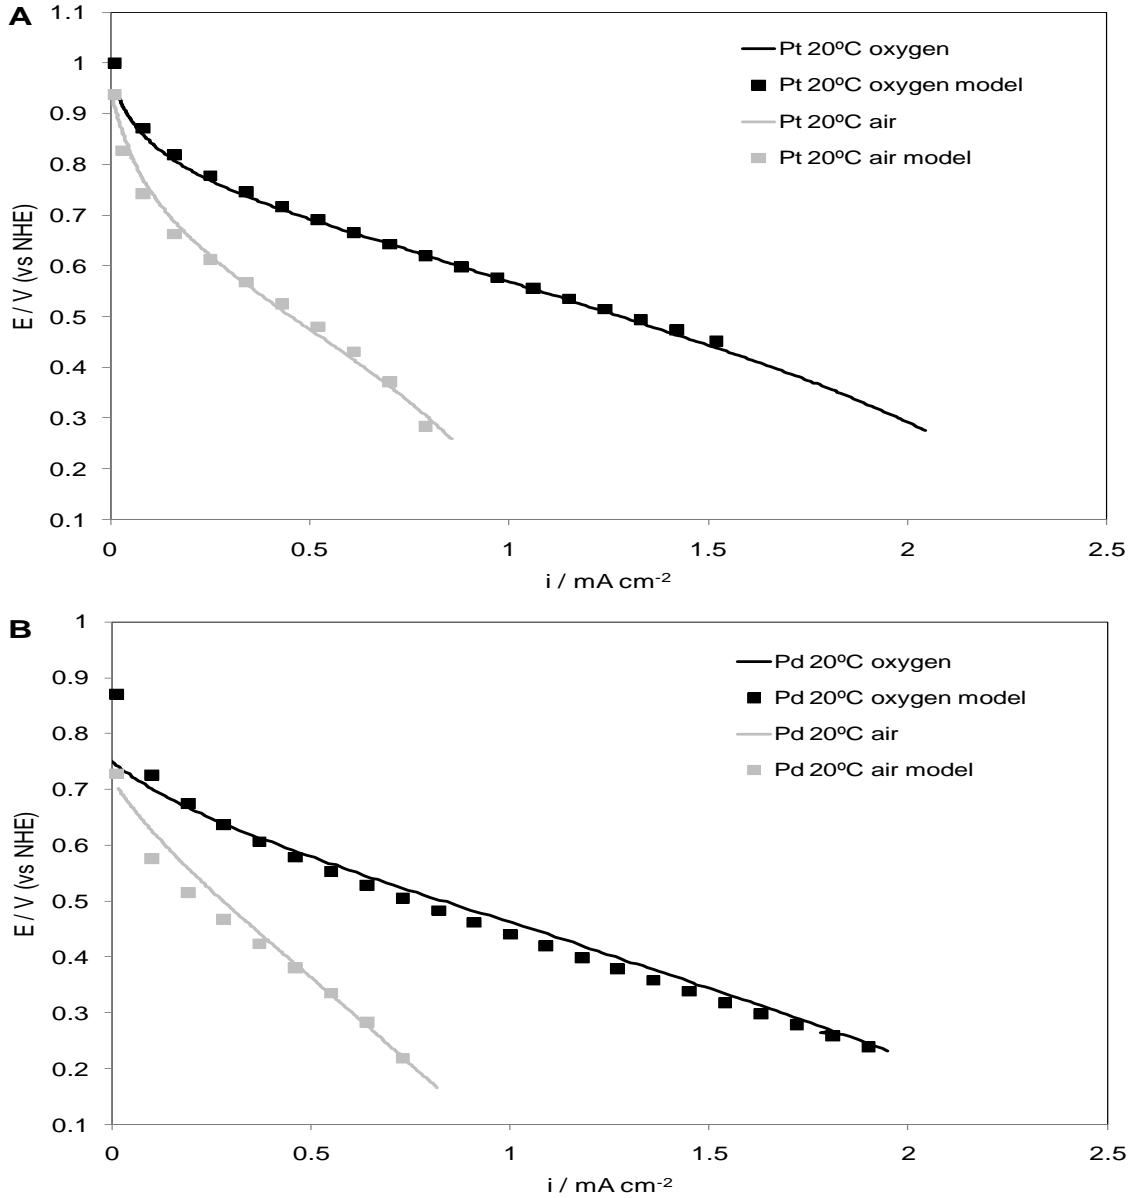 A
1.1
1
0.9
0.8
0.7
0.6
0.5
0.4
0.3
0.2
0.1
E / V (vs NHE)
Pt 20ºC oxygen
Pt 20ºC oxygen model
Pt 20ºC air
Pt 20ºC air model
0 0.5 1 1.5 2 2.5
i / mA cm-2
B
1
0.9
0.8
0.7
0.6
0.5
0.4
0.3
0.2
0.1
E / V (vs NHE)
Pd 20ºC oxygen
Pd 20ºC oxygen model
Pd 20ºC air
Pd 20ºC air model
0 0.5 1 1.5 2 2.5
i / mA cm-2